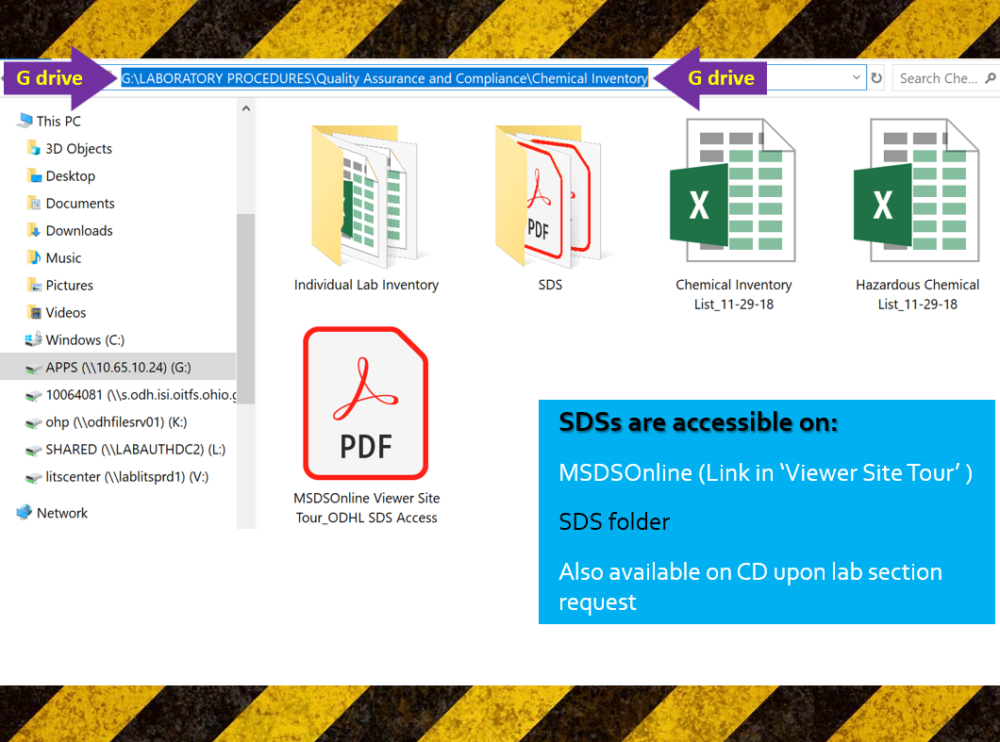 G drive
G:\LABORATORY PROCEDURES\Quality Assurance and Compliance\Chemical Inventory
G drive
Search Che...
This PC
3D Objects
Desktop
Documents
Downloads
Music
Pictures
Videos
Windows (C:)
APPS (\\10.65.10.24) (G:)
10064081 (\\s.odh.isi.oitfs.ohio.g
ohp (\\odhfilesrv01) (K:)
SHARED (\\LABAUTHDC2) (L:)
litscenter (\\lablitsprd1) (V:)
Network
Individual Lab Inventory
PDF
SDS
X
Chemical Inventory
List_11-29-18
X
Hazardous Chemical
List_11-29-18
PDF
MSDSOnline Viewer Site
Tour_ODHL SDS Access
SDSs are accessible on:
MSDSOnline (Link in ‘Viewer Site Tour’ )
SDS folder
Also available on CD upon lab section
request